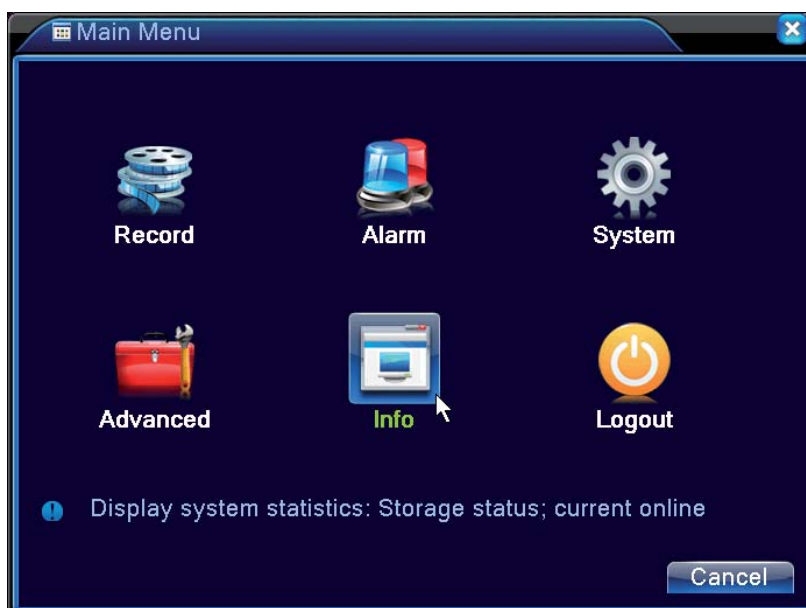 Main Menu
Record
Alarm
System
Advanced
Info
Logout
Display system statistics: Storage status; current online
Cancel